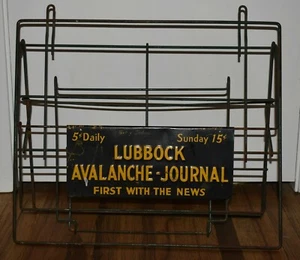 5¢ Daily Sunday 15¢
LUBBOCK
AVALANCHE-JOURNAL
FIRST WITH THE NEWS